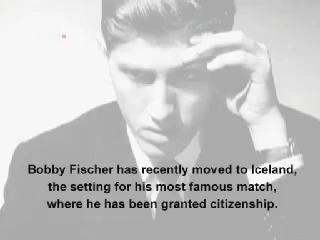 Bobby Fischer has recently moved to Iceland,
the setting for his most famous match,
where he has been granted citizenship.